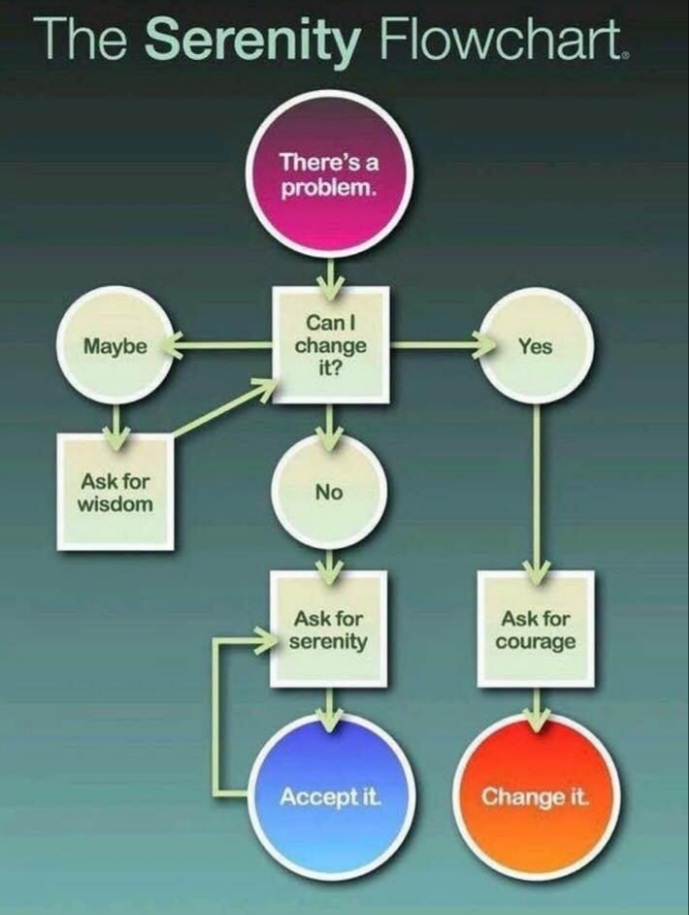 The Serenity Flowchart.
There's a
problem.
Can I
change
it?
Maybe
Yes
Ask for
wisdom
No
Ask for
serenity
Ask for
courage
Accept it.
Change it.